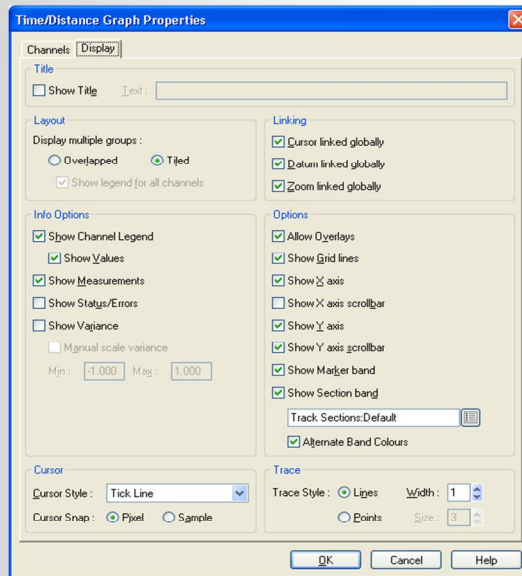 Time/Distance Graph Properties
Channels Display
Title
Show Title Text :
Layout
Display multiple groups :
Overlapped Tiled
Show legend for all channels
Linking
Cursor linked globally
Datum linked globally
Zoom linked globally
Info Options
Show Channel Legend
Show Values
Show Measurements
Show Status/Errors
Show Variance
Manual scale variance
Min : -1.000 Max : 1.000
Options
Allow Overlays
Show Grid lines
Show X axis
Show X axis scrollbar
Show Y axis
Show Y axis scrollbar
Show Marker band
Show Section band
Track Sections:Default
Alternate Band Colours
Cursor
Cursor Style : Tick Line
Cursor Snap : Pixel Sample
Trace
Trace Style : Lines Width : 1
Points Size : 3
OK Cancel Help